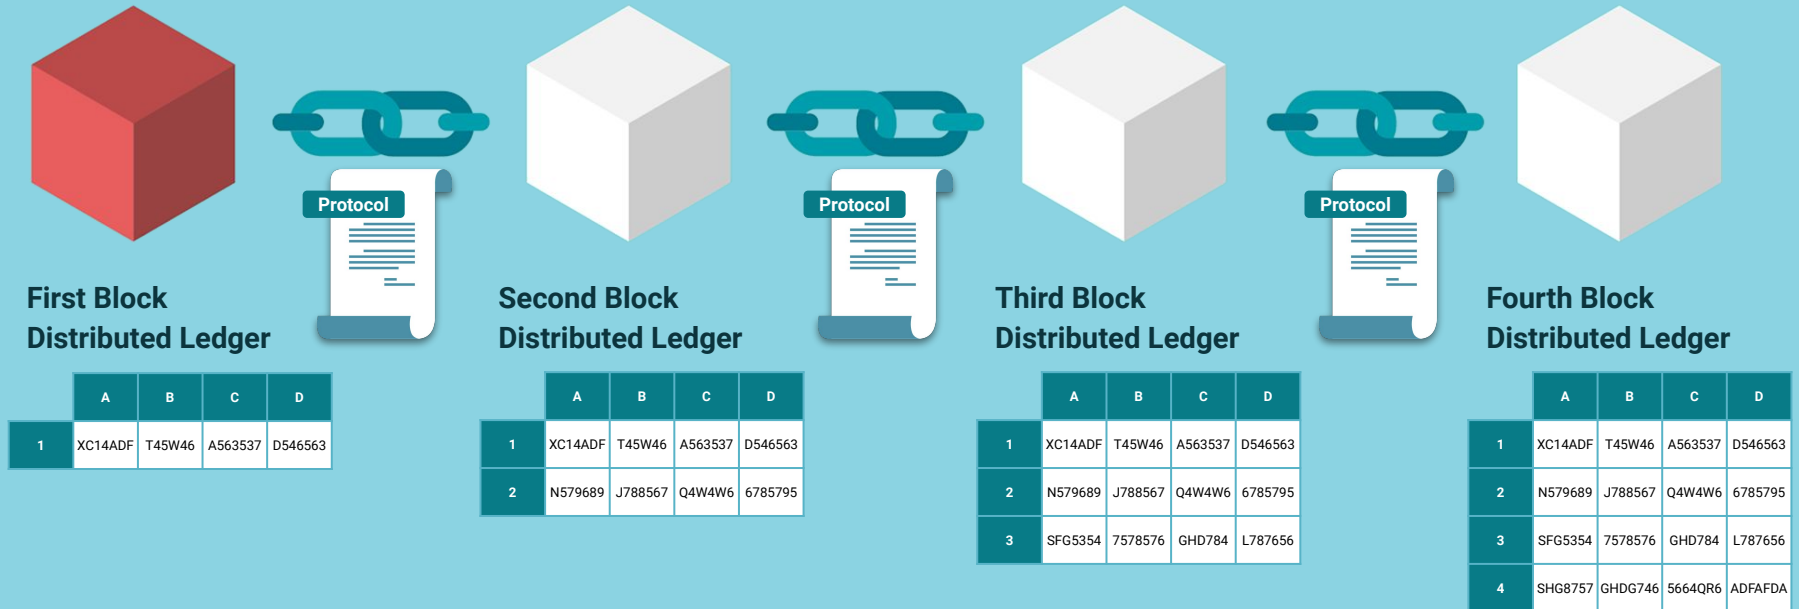 Protocol
Protocol
Protocol
First Block
Distributed Ledger
Second Block
Distributed Ledger
Third Block
Distributed Ledger
Fourth Block
Distributed Ledger
A B C D
1 XC14ADF T45W46 A563537 D546563
A B C D
1 XC14ADF T45W46 A563537 D546563
2 N579689 J788567 Q4W4W6 6785795
A B C D
1 XC14ADF T45W46 A563537 D546563
2 N579689 J788567 Q4W4W6 6785795
3 SFG5354 7578576 GHD784 L787656
A B C D
1 XC14ADF T45W46 A563537 D546563
2 N579689 J788567 Q4W4W6 6785795
3 SFG5354 7578576 GHD784 L787656
4 SHG8757 GHDG746 5664QR6 ADFAFDA